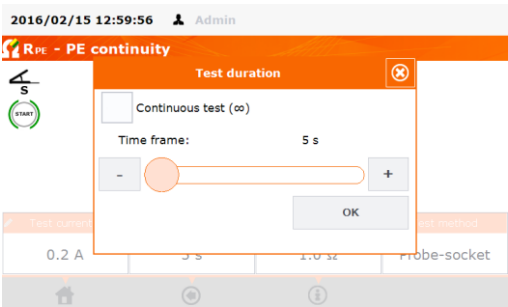 2016/02/15 12:59:56 Admin
RPE - PE continuity
S
START
Test duration
Continuous test (∞)
Time frame: 5 s
- +
OK
Test current Test method
0.2 A 5 s 1.0 Ω Probe-socket